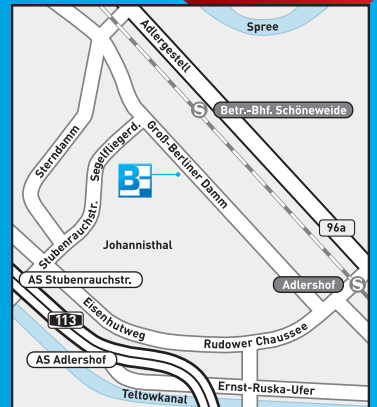 Spree
Adlergestell
S Betr.-Bhf. Schöneweide
Groß-Berliner Damm
Segelfliegerd.
Sterndamm
B
Stubenrauchstr.
Johannisthal
96a
Adlershof S
AS Stubenrauchstr.
113
Eisenhutweg
Rudower Chaussee
AS Adlershof
Ernst-Ruska-Ufer
Teltowkanal